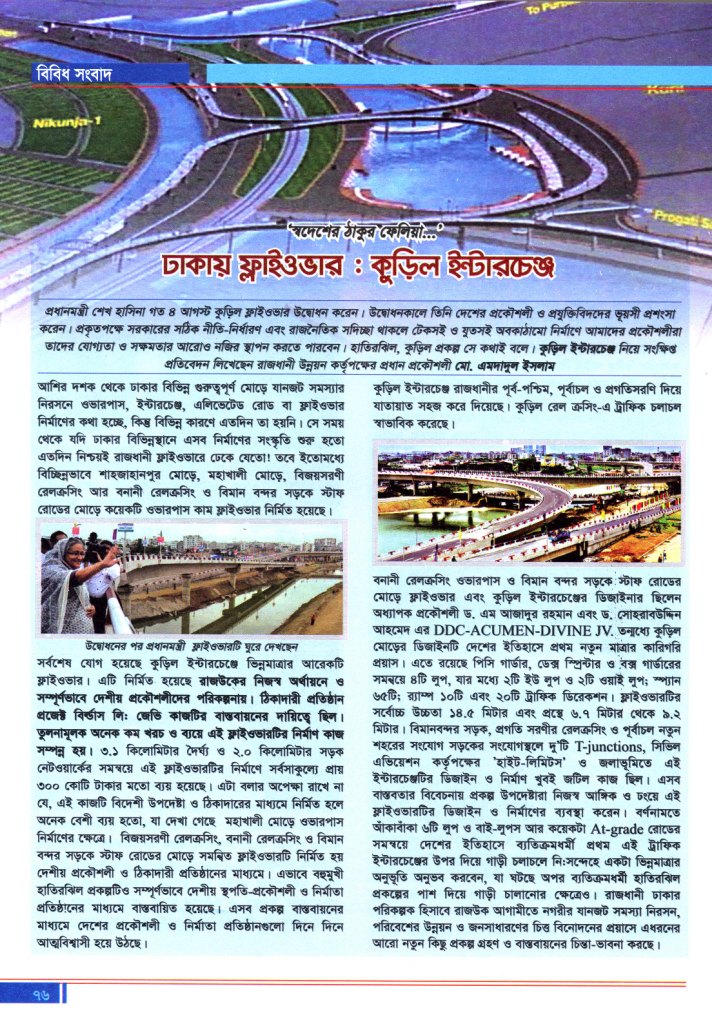 To Purba
বিবিধ সংবাদ
Kuril
Nikunja-1
Progati S
‘স্বদেশের ঠাকুর ফেলিয়া...’
ঢাকায় ফ্লাইওভার : কুড়িল ইন্টারচেঞ্জ
প্রধানমন্ত্রী শেখ হাসিনা গত ৪ আগস্ট কুড়িল ফ্লাইওভার উদ্বোধন করেন। উদ্বোধনকালে তিনি দেশের প্রকৌশলী ও প্রযুক্তিবিদদের ভূয়সী প্রশংসা
করেন। প্রকৃতপক্ষে সরকারের সঠিক নীতি-নির্ধারণ এবং রাজনৈতিক সদিচ্ছা থাকলে টেকসই ও যুতসই অবকাঠামো নির্মাণে আমাদের প্রকৌশলীরা
তাদের যোগ্যতা ও সক্ষমতার আরোও নজির স্থাপন করতে পারবেন। হাতিরঝিল, কুড়িল প্রকল্প সে কথাই বলে। কুড়িল ইন্টারচেঞ্জ নিয়ে সংক্ষিপ্ত
প্রতিবেদন লিখেছেন রাজধানী উন্নয়ন কর্তৃপক্ষের প্রধান প্রকৌশলী মো. এমদাদুল ইসলাম
আশির দশক থেকে ঢাকার বিভিন্ন গুরুত্বপূর্ণ মোড়ে যানজট সমস্যার
নিরসনে ওভারপাস, ইন্টারচেঞ্জ, এলিভেটেড রোড বা ফ্লাইওভার
নির্মাণের কথা হচ্ছে, কিন্তু বিভিন্ন কারণে এতদিন তা হয়নি। সে সময়
থেকে যদি ঢাকার বিভিন্নস্থানে এসব নির্মাণের সংস্কৃতি শুরু হতো
এতদিন নিশ্চয়ই রাজধানী ফ্লাইওভারে ঢেকে যেতো! তবে ইতোমধ্যে
বিচ্ছিন্নভাবে শাহজাহানপুর মোড়ে, মহাখালী মোড়ে, বিজয়সরণী
রেলক্রসিং আর বনানী রেলক্রসিং ও বিমান বন্দর সড়কে স্টাফ
রোডের মোড়ে কয়েকটি ওভারপাস কাম ফ্লাইওভার নির্মিত হয়েছে।
উদ্বোধনের পর প্রধানমন্ত্রী ফ্লাইওভারটি ঘুরে দেখছেন
সর্বশেষ যোগ হয়েছে কুড়িল ইন্টারচেঞ্জে ভিন্নমাত্রার আরেকটি
ফ্লাইওভার। এটি নির্মিত হয়েছে রাজউকের নিজস্ব অর্থায়নে ও
সম্পূর্ণভাবে দেশীয় প্রকৌশলীদের পরিকল্পনায়। ঠিকাদারী প্রতিষ্ঠান
প্রজেক্ট বিল্ডার্স লি: জেভি কাজটির বাস্তবায়নের দায়িত্বে ছিল।
তুলনামূলক অনেক কম খরচ ও ব্যয়ে এই ফ্লাইওভারটির নির্মাণ কাজ
সম্পন্ন হয়। ৩.১ কিলোমিটার দৈর্ঘ্য ও ২.০ কিলোমিটার সড়ক
নেটওয়ার্কের সমন্বয়ে এই ফ্লাইওভারটির নির্মাণে সর্বসাকুল্যে প্রায়
৩০০ কোটি টাকার মতো ব্যয় হয়েছে। এটা বলার অপেক্ষা রাখে না
যে, এই কাজটি বিদেশী উপদেষ্টা ও ঠিকাদারের মাধ্যমে নির্মিত হলে
অনেক বেশী ব্যয় হতো, যা দেখা গেছে মহাখালী মোড়ে ওভারপাস
নির্মাণের ক্ষেত্রে। বিজয়সরণী রেলক্রসিং, বনানী রেলক্রসিং ও বিমান
বন্দর সড়কে স্টাফ রোডের মোড়ে সমন্বিত ফ্লাইওভারটি নির্মিত হয়
দেশীয় প্রকৌশলী ও ঠিকাদারী প্রতিষ্ঠানের মাধ্যমে। এভাবে বহুমুখী
হাতিরঝিল প্রকল্পটিও সম্পূর্ণভাবে দেশীয় স্থপতি-প্রকৌশলী ও নির্মাতা
প্রতিষ্ঠানের মাধ্যমে বাস্তবায়িত হয়েছে। এসব প্রকল্প বাস্তবায়নের
মাধ্যমে দেশের প্রকৌশলী ও নির্মাতা প্রতিষ্ঠানগুলো দিনে দিনে
আত্মবিশ্বাসী হয়ে উঠছে।
কুড়িল ইন্টারচেঞ্জ রাজধানীর পূর্ব-পশ্চিম, পূর্বাচল ও প্রগতিসরণি দিয়ে
যাতায়াত সহজ করে দিয়েছে। কুড়িল রেল ক্রসিং-এ ট্রাফিক চলাচল
স্বাভাবিক করেছে।
বনানী রেলক্রসিং ওভারপাস ও বিমান বন্দর সড়কে স্টাফ রোডের
মোড়ে ফ্লাইওভার এবং কুড়িল ইন্টারচেঞ্জের ডিজাইনার ছিলেন
অধ্যাপক প্রকৌশলী ড. এম আজাদুর রহমান এবং ড. সোহরাবউদ্দিন
আহমেদ এর DDC-ACUMEN-DIVINE JV. তন্মধ্যে কুড়িল
মোড়ের ডিজাইনটি দেশের ইতিহাসে প্রথম নতুন মাত্রার কারিগরি
প্রয়াস। এতে রয়েছে পিসি গার্ডার, ডেক্স স্প্রিন্টার ও বক্স গার্ডারের
সমন্বয়ে ৪টি লুপ, যার মধ্যে ২টি ইউ লুপ ও ২টি ওয়াই লুপ; স্প্যান
৬৫টি; র‍্যাম্প ১০টি এবং ২০টি ট্রাফিক ডিরেকশন। ফ্লাইওভারটির
সর্বোচ্চ উচ্চতা ১৪.৫ মিটার এবং প্রস্থে ৬.৭ মিটার থেকে ৯.২
মিটার। বিমানবন্দর সড়ক, প্রগতি সরণীর রেলক্রসিং ও পূর্বাচল নতুন
শহরের সংযোগ সড়কের সংযোগস্থলে দু’টি T-junctions, সিভিল
এভিয়েশন কর্তৃপক্ষের ‘হাইট-লিমিটস’ ও জলাভূমিতে এই
ইন্টারচেঞ্জটির ডিজাইন ও নির্মাণ খুবই জটিল কাজ ছিল। এসব
বাস্তবতার বিবেচনায় প্রকল্প উপদেষ্টারা নিজস্ব আঙ্গিক ও ঢংয়ে এই
ফ্লাইওভারটির ডিজাইন ও নির্মাণের ব্যবস্থা করেন। বর্ণনামতে
আঁকাবাঁকা ৬টি লুপ ও বাই-লুপস আর কয়েকটা At-grade রোডের
সমন্বয়ে দেশের ইতিহাসে ব্যতিক্রমধর্মী প্রথম এই ট্রাফিক
ইন্টারচেঞ্জের উপর দিয়ে গাড়ী চলাচলে নিঃসন্দেহে একটা ভিন্নমাত্রার
অনুভূতি অনুভব করবেন, যা ঘটছে অপর ব্যতিক্রমধর্মী হাতিরঝিল
প্রকল্পের পাশ দিয়ে গাড়ী চালানোর ক্ষেত্রেও। রাজধানী ঢাকার
পরিকল্পক হিসাবে রাজউক আগামীতে নগরীর যানজট সমস্যা নিরসন,
পরিবেশের উন্নয়ন ও জনসাধারণের চিত্ত বিনোদনের প্রয়াসে এধরনের
আরো নতুন কিছু প্রকল্প গ্রহণ ও বাস্তবায়নের চিন্তা-ভাবনা করছে।
৭৬